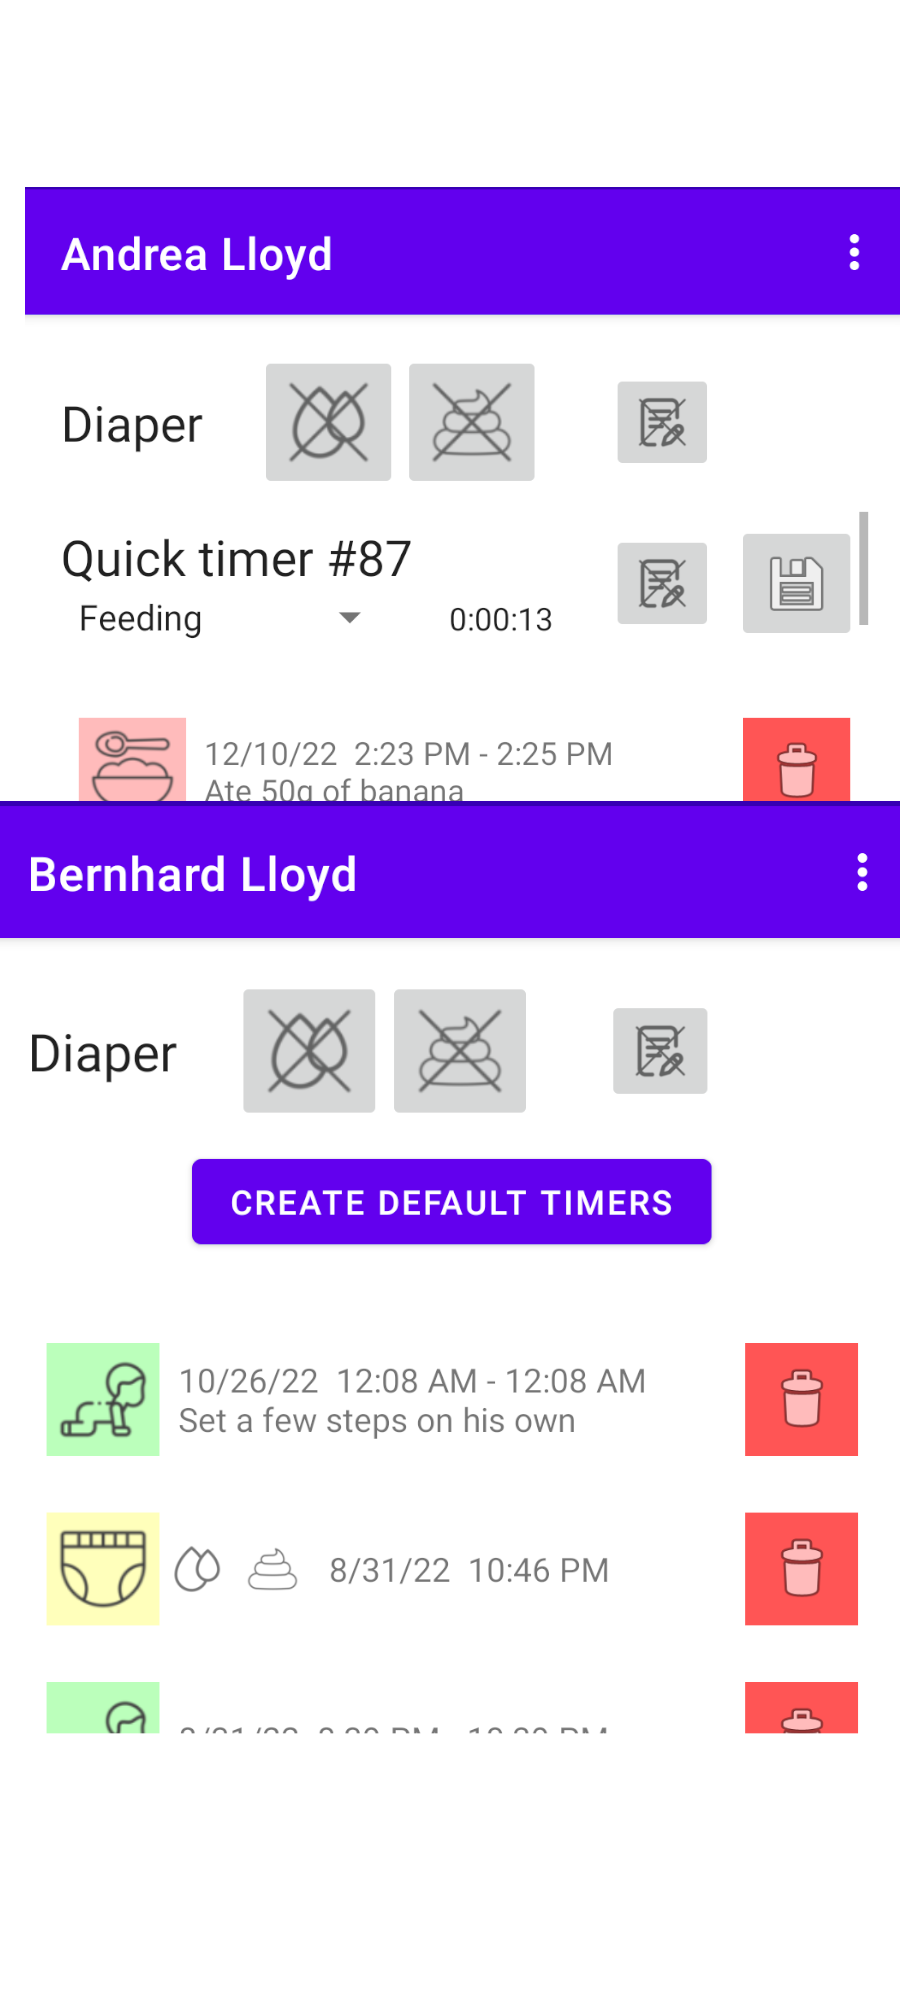 Andrea Lloyd
Diaper
Quick timer #87
Feeding 0:00:13
12/10/22 2:23 PM - 2:25 PM
Ate 50g of banana
Bernhard Lloyd
Diaper
CREATE DEFAULT TIMERS
10/26/22 12:08 AM - 12:08 AM
Set a few steps on his own
8/31/22 10:46 PM